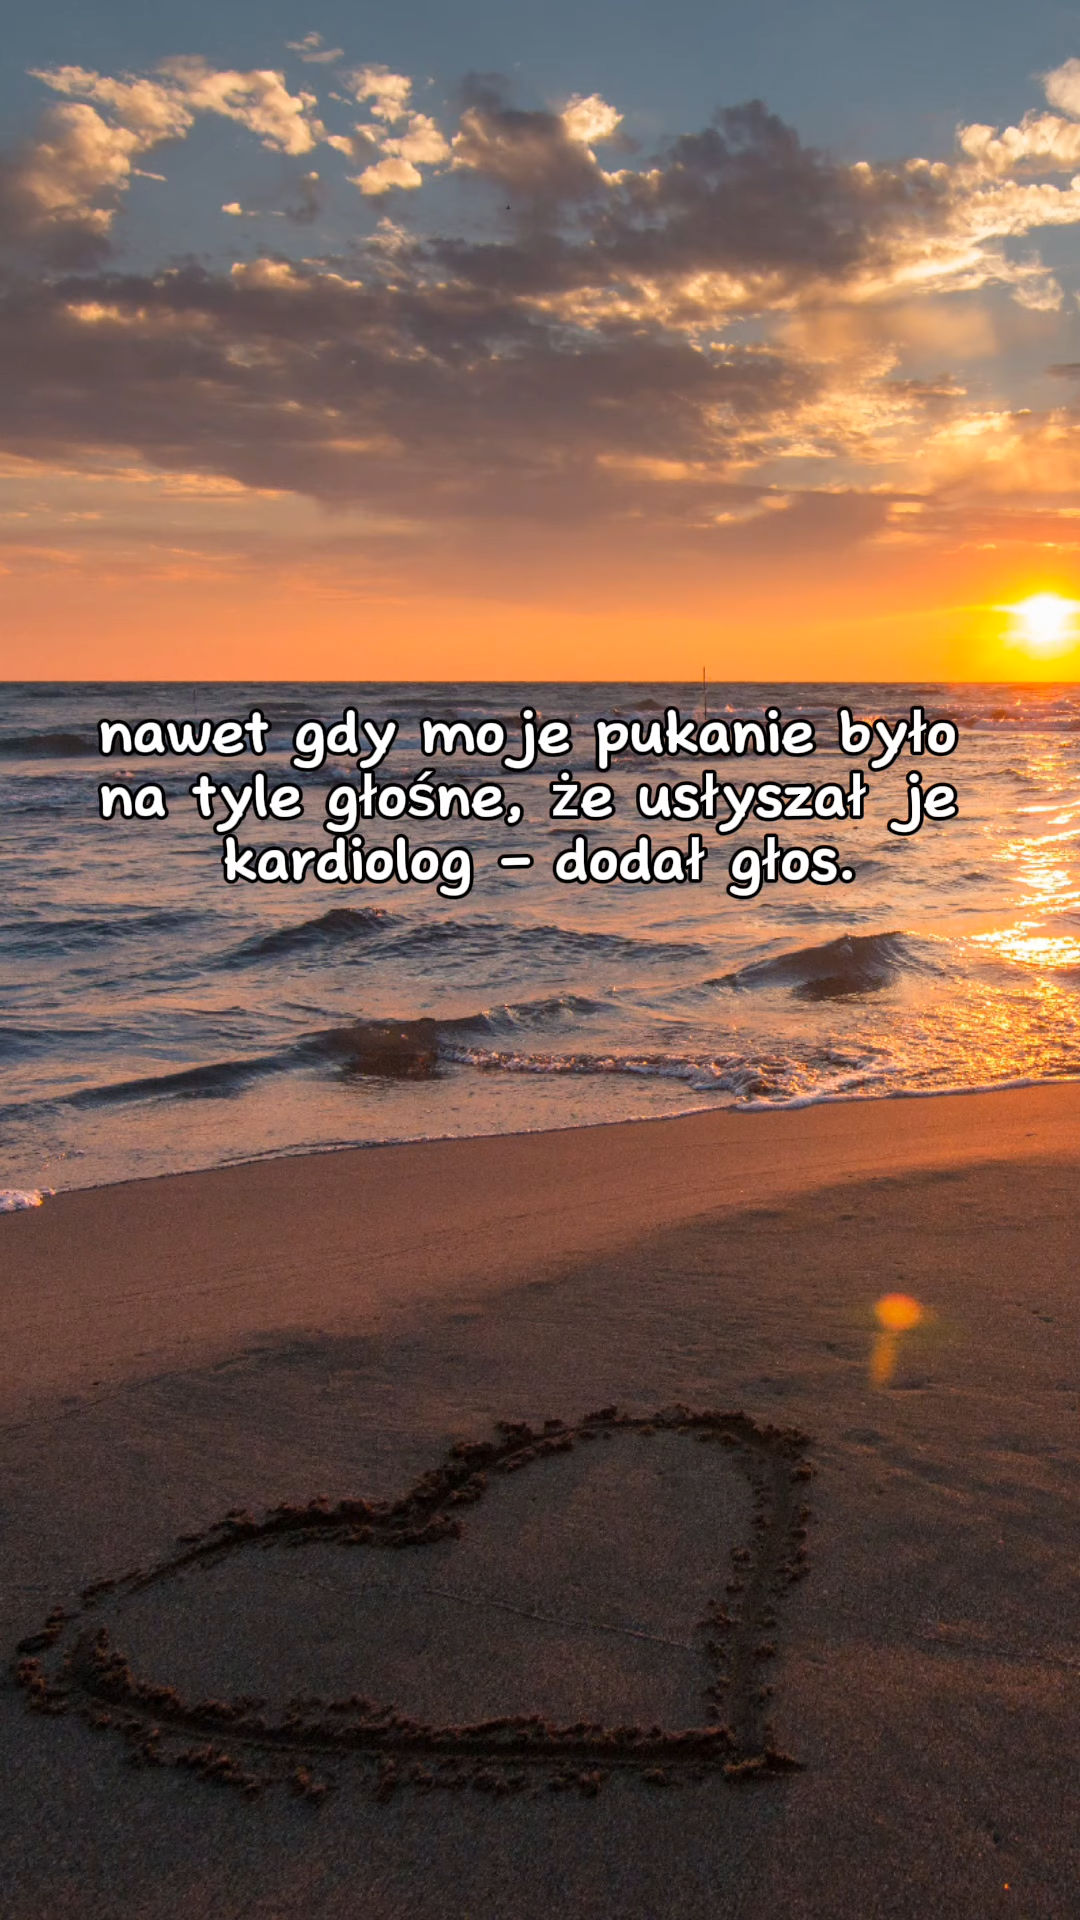 nawet gdy moje pukanie było
na tyle głośne, że usłyszał je
kardiolog – dodał głos.